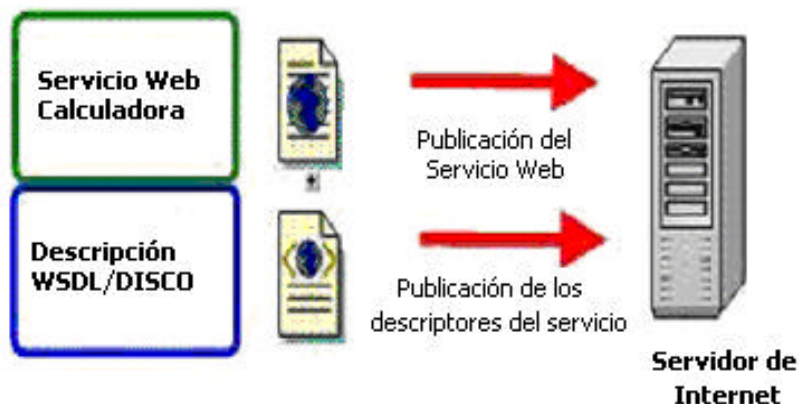 Servicio Web
Calculadora
Publicación del
Servicio Web
Descripción
WSDL/DISCO
Publicación de los
descriptores del servicio
Servidor de
Internet